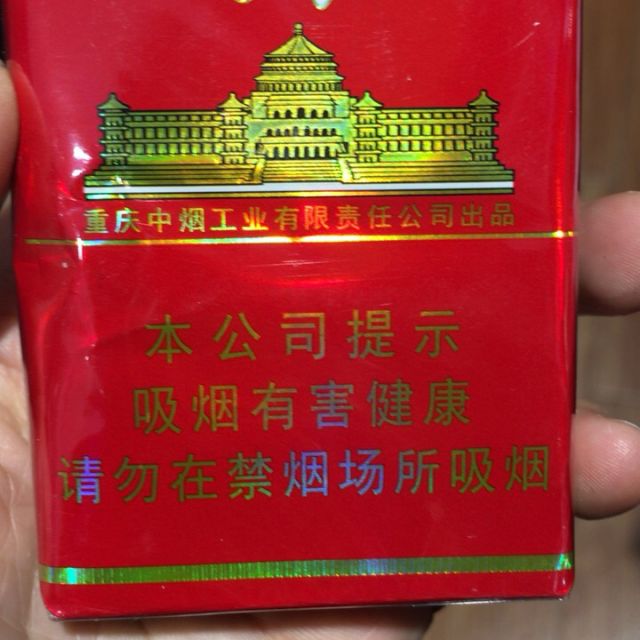 重庆中烟工业有限责任公司出品
本公司提示
吸烟有害健康
请勿在禁烟场所吸烟